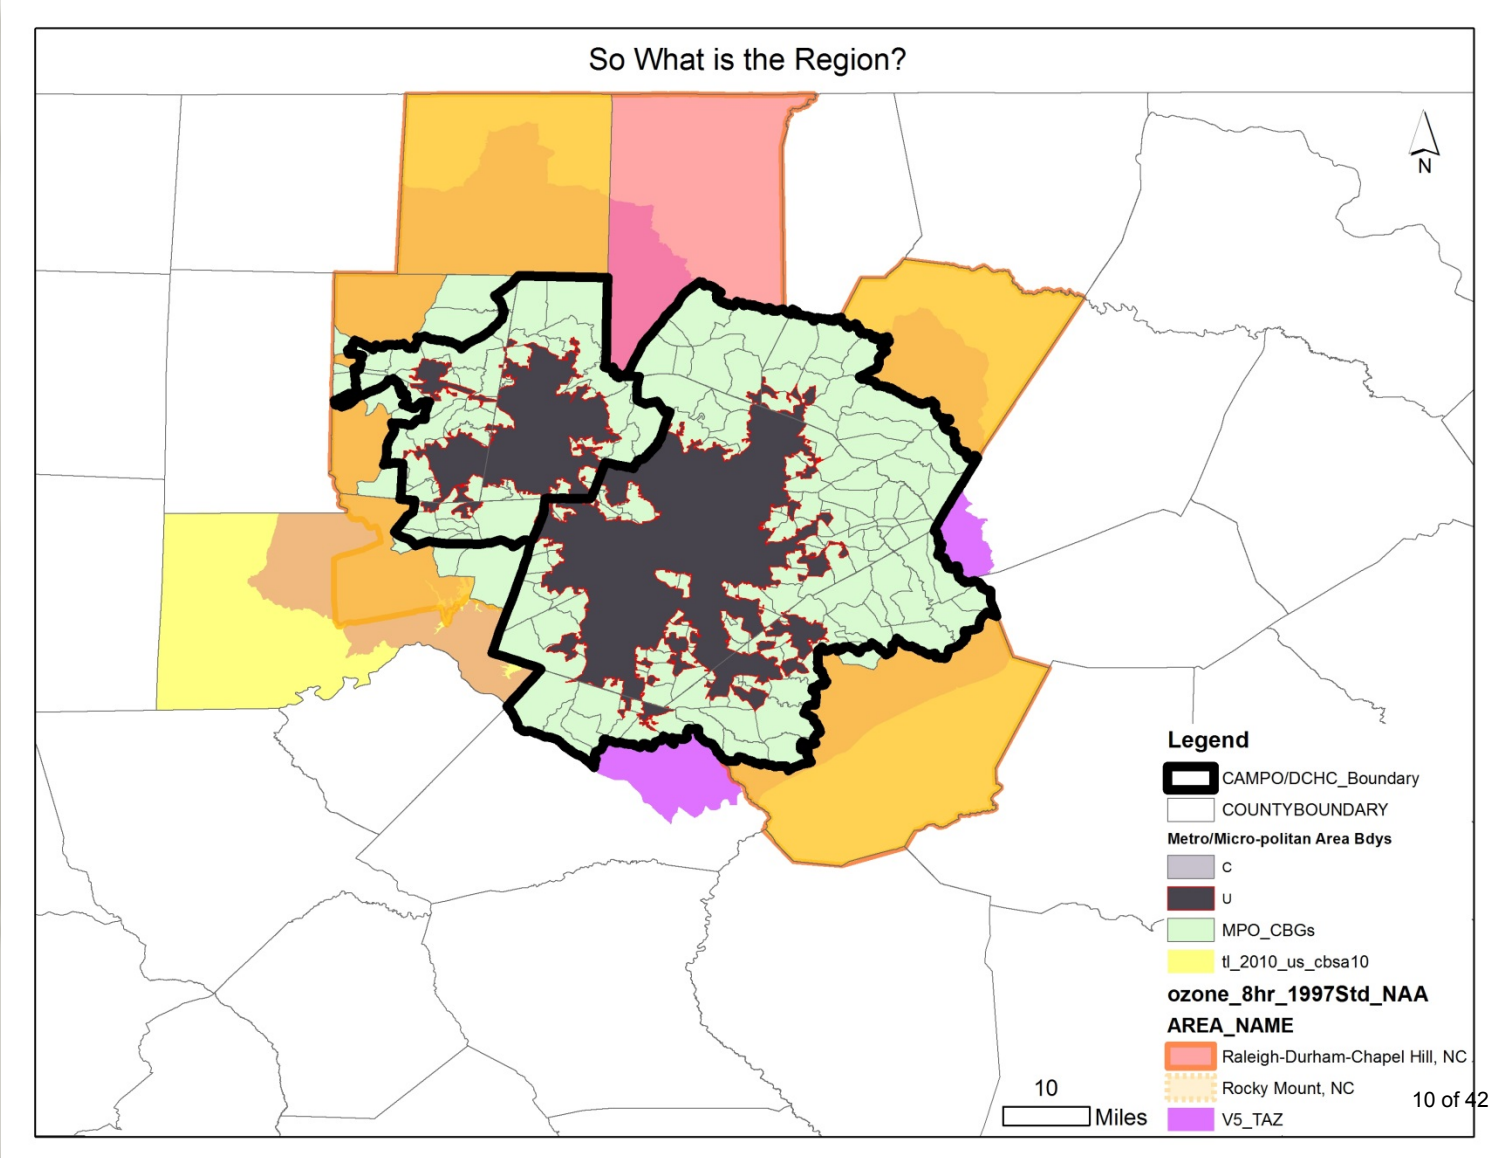 So What is the Region?
N
Legend
CAMPO/DCHC_Boundary
COUNTYBOUNDARY
Metro/Micro-politan Area Bdys
C
U
MPO_CBGs
tl_2010_us_cbsa10
ozone_8hr_1997Std_NAA
AREA_NAME
Raleigh-Durham-Chapel Hill, NC
Rocky Mount, NC
V5_TAZ
10
Miles
10 of 42